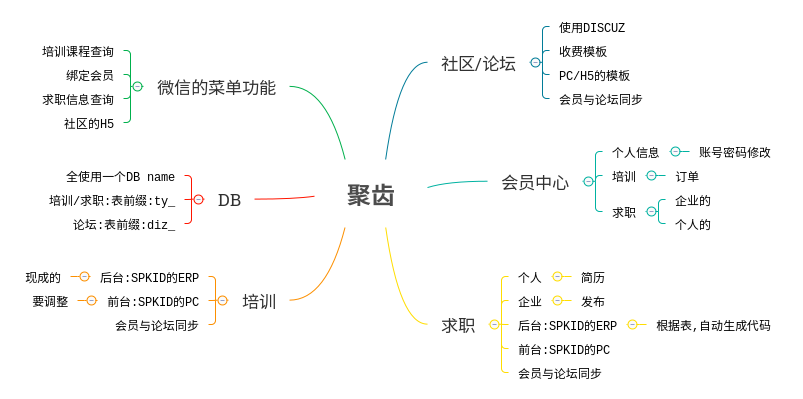 聚齿
社区/论坛
使用DISCUZ
收费模板
PC/H5的模板
会员与论坛同步
会员中心
个人信息
账号密码修改
培训
订单
求职
企业的
个人的
求职
个人
简历
企业
发布
后台:SPKID的ERP
根据表,自动生成代码
前台:SPKID的PC
会员与论坛同步
微信的菜单功能
培训课程查询
绑定会员
求职信息查询
社区的H5
DB
全使用一个DB name
培训/求职:表前缀:ty_
论坛:表前缀:diz_
培训
后台:SPKID的ERP
现成的
前台:SPKID的PC
要调整
会员与论坛同步